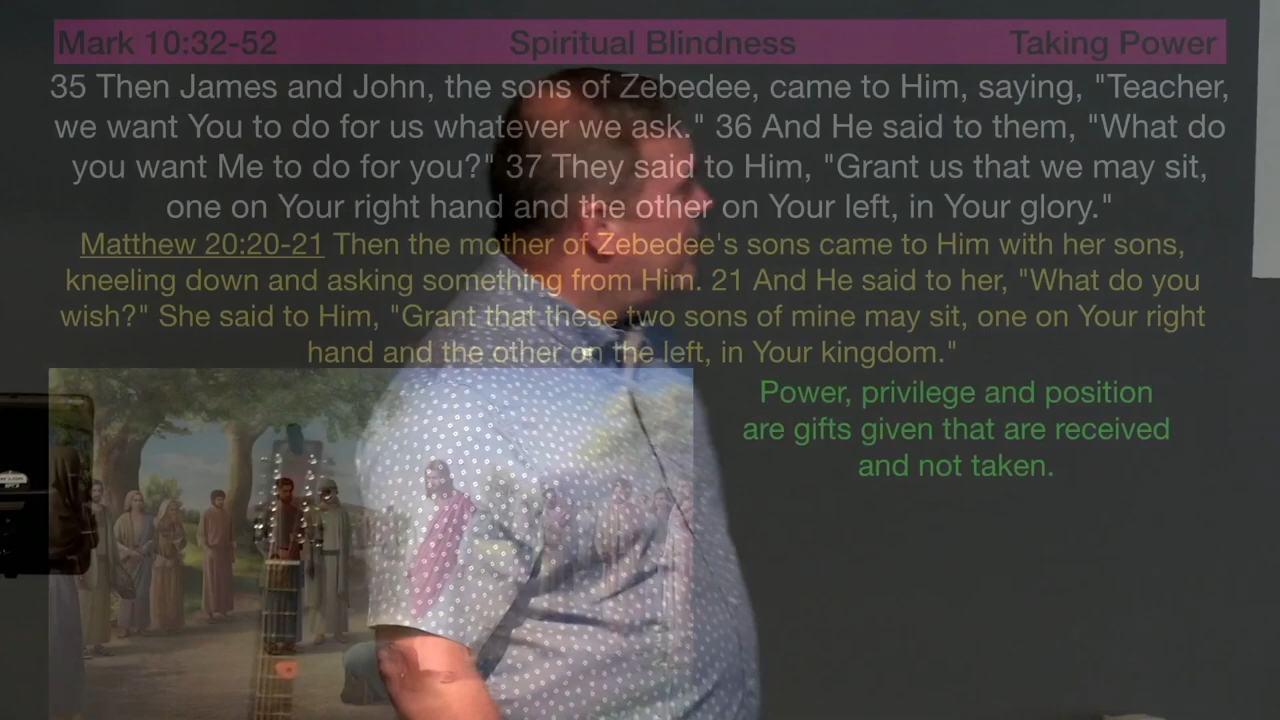 Mark 10:32-52 Spiritual Blindness Taking Power
35 Then James and John, the sons of Zebedee, came to Him, saying, "Teacher,
we want You to do for us whatever we ask." 36 And He said to them, "What do
you want Me to do for you?" 37 They said to Him, "Grant us that we may sit,
one on Your right hand and the other on Your left, in Your glory."
Matthew 20:20-21 Then the mother of Zebedee's sons came to Him with her sons,
kneeling down and asking something from Him. 21 And He said to her, "What do you
wish?" She said to Him, "Grant that these two sons of mine may sit, one on Your right
hand and the other on the left, in Your kingdom."
Power, privilege and position
are gifts given that are received
and not taken.